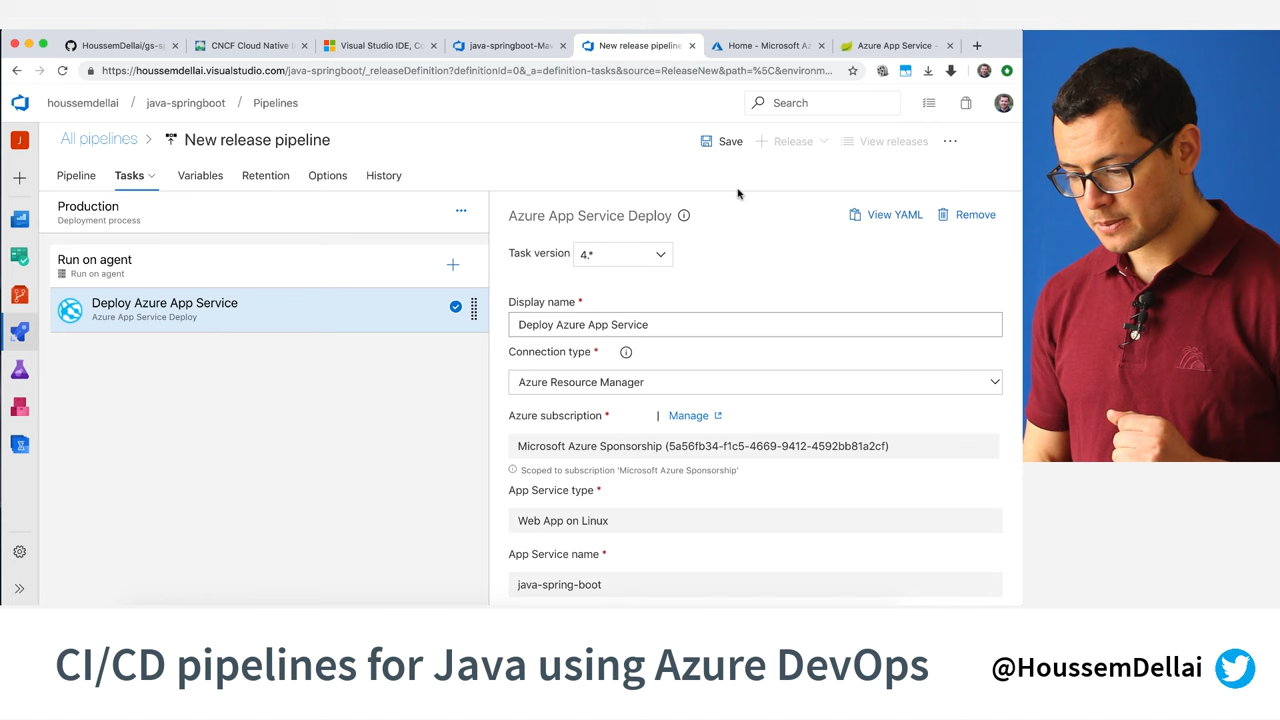 HoussemDellai/gs-s
CNCF Cloud Native
Visual Studio IDE, C
java-springboot-Ma
New release pipeline
Home - Microsoft A
Azure App Service -
https://houssemdellai.visualstudio.com/java-springboot/_releaseDefinition?definitionId=0&_a=definition-tasks&source=ReleaseNew&path=%5C&environm...
houssemdellai / java-springboot / Pipelines
Search
J
All pipelines > New release pipeline
Save + Release View releases ...
Pipeline Tasks Variables Retention Options History
Production
Deployment process
Run on agent
Run on agent
Deploy Azure App Service
Azure App Service Deploy
Azure App Service Deploy
View YAML Remove
Task version 4.*
Display name *
Deploy Azure App Service
Connection type *
Azure Resource Manager
Azure subscription * | Manage
Microsoft Azure Sponsorship (5a56fb34-f1c5-4669-9412-4592bb81a2cf)
Scoped to subscription 'Microsoft Azure Sponsorship'
App Service type *
Web App on Linux
App Service name *
java-spring-boot
CI/CD pipelines for Java using Azure DevOps
@HoussemDellai